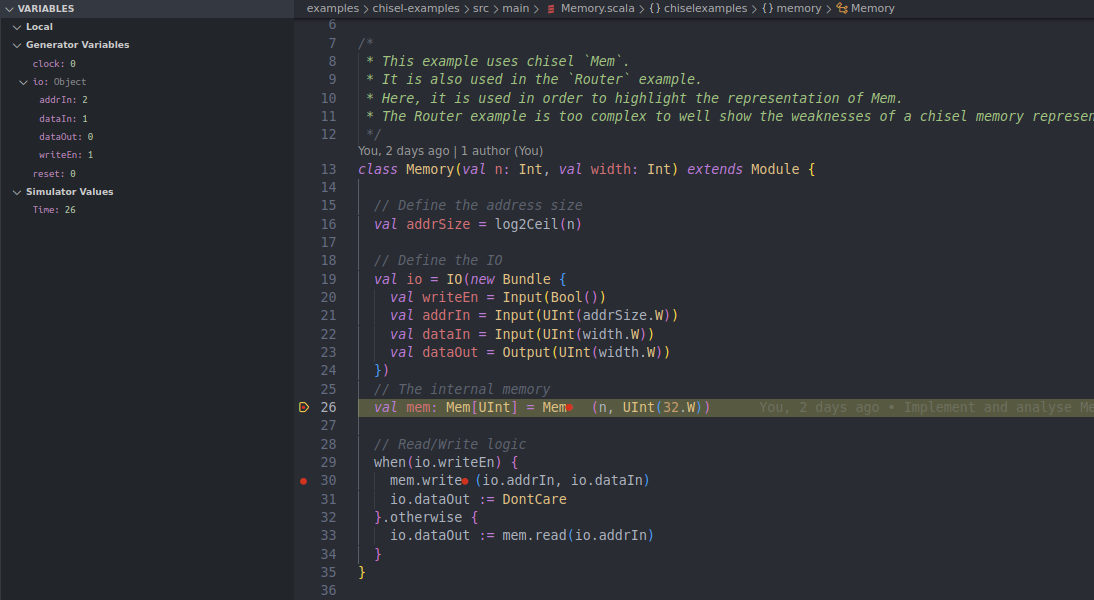 VARIABLES
Local
Generator Variables
clock: 0
io: Object
addrIn: 2
dataIn: 1
dataOut: 0
writeEn: 1
reset: 0
Simulator Values
Time: 26
examples > chisel-examples > src > main > Memory.scala > {} chiselexamples > {} memory > Memory
6
7 /*
8 * This example uses chisel `Mem`.
9 * It is also used in the `Router` example.
10 * Here, it is used in order to highlight the representation of Mem.
11 * The Router example is too complex to well show the weaknesses of a chisel memory represen
12 */
You, 2 days ago | 1 author (You)
13 class Memory(val n: Int, val width: Int) extends Module {
14
15 // Define the address size
16 val addrSize = log2Ceil(n)
17
18 // Define the IO
19 val io = IO(new Bundle {
20 val writeEn = Input(Bool())
21 val addrIn = Input(UInt(addrSize.W))
22 val dataIn = Input(UInt(width.W))
23 val dataOut = Output(UInt(width.W))
24 })
25 // The internal memory
26 val mem: Mem[UInt] = Mem (n, UInt(32.W)) You, 2 days ago • Implement and analyse Me
27
28 // Read/Write logic
29 when(io.writeEn) {
30 mem.write (io.addrIn, io.dataIn)
31 io.dataOut := DontCare
32 }.otherwise {
33 io.dataOut := mem.read(io.addrIn)
34 }
35 }
36